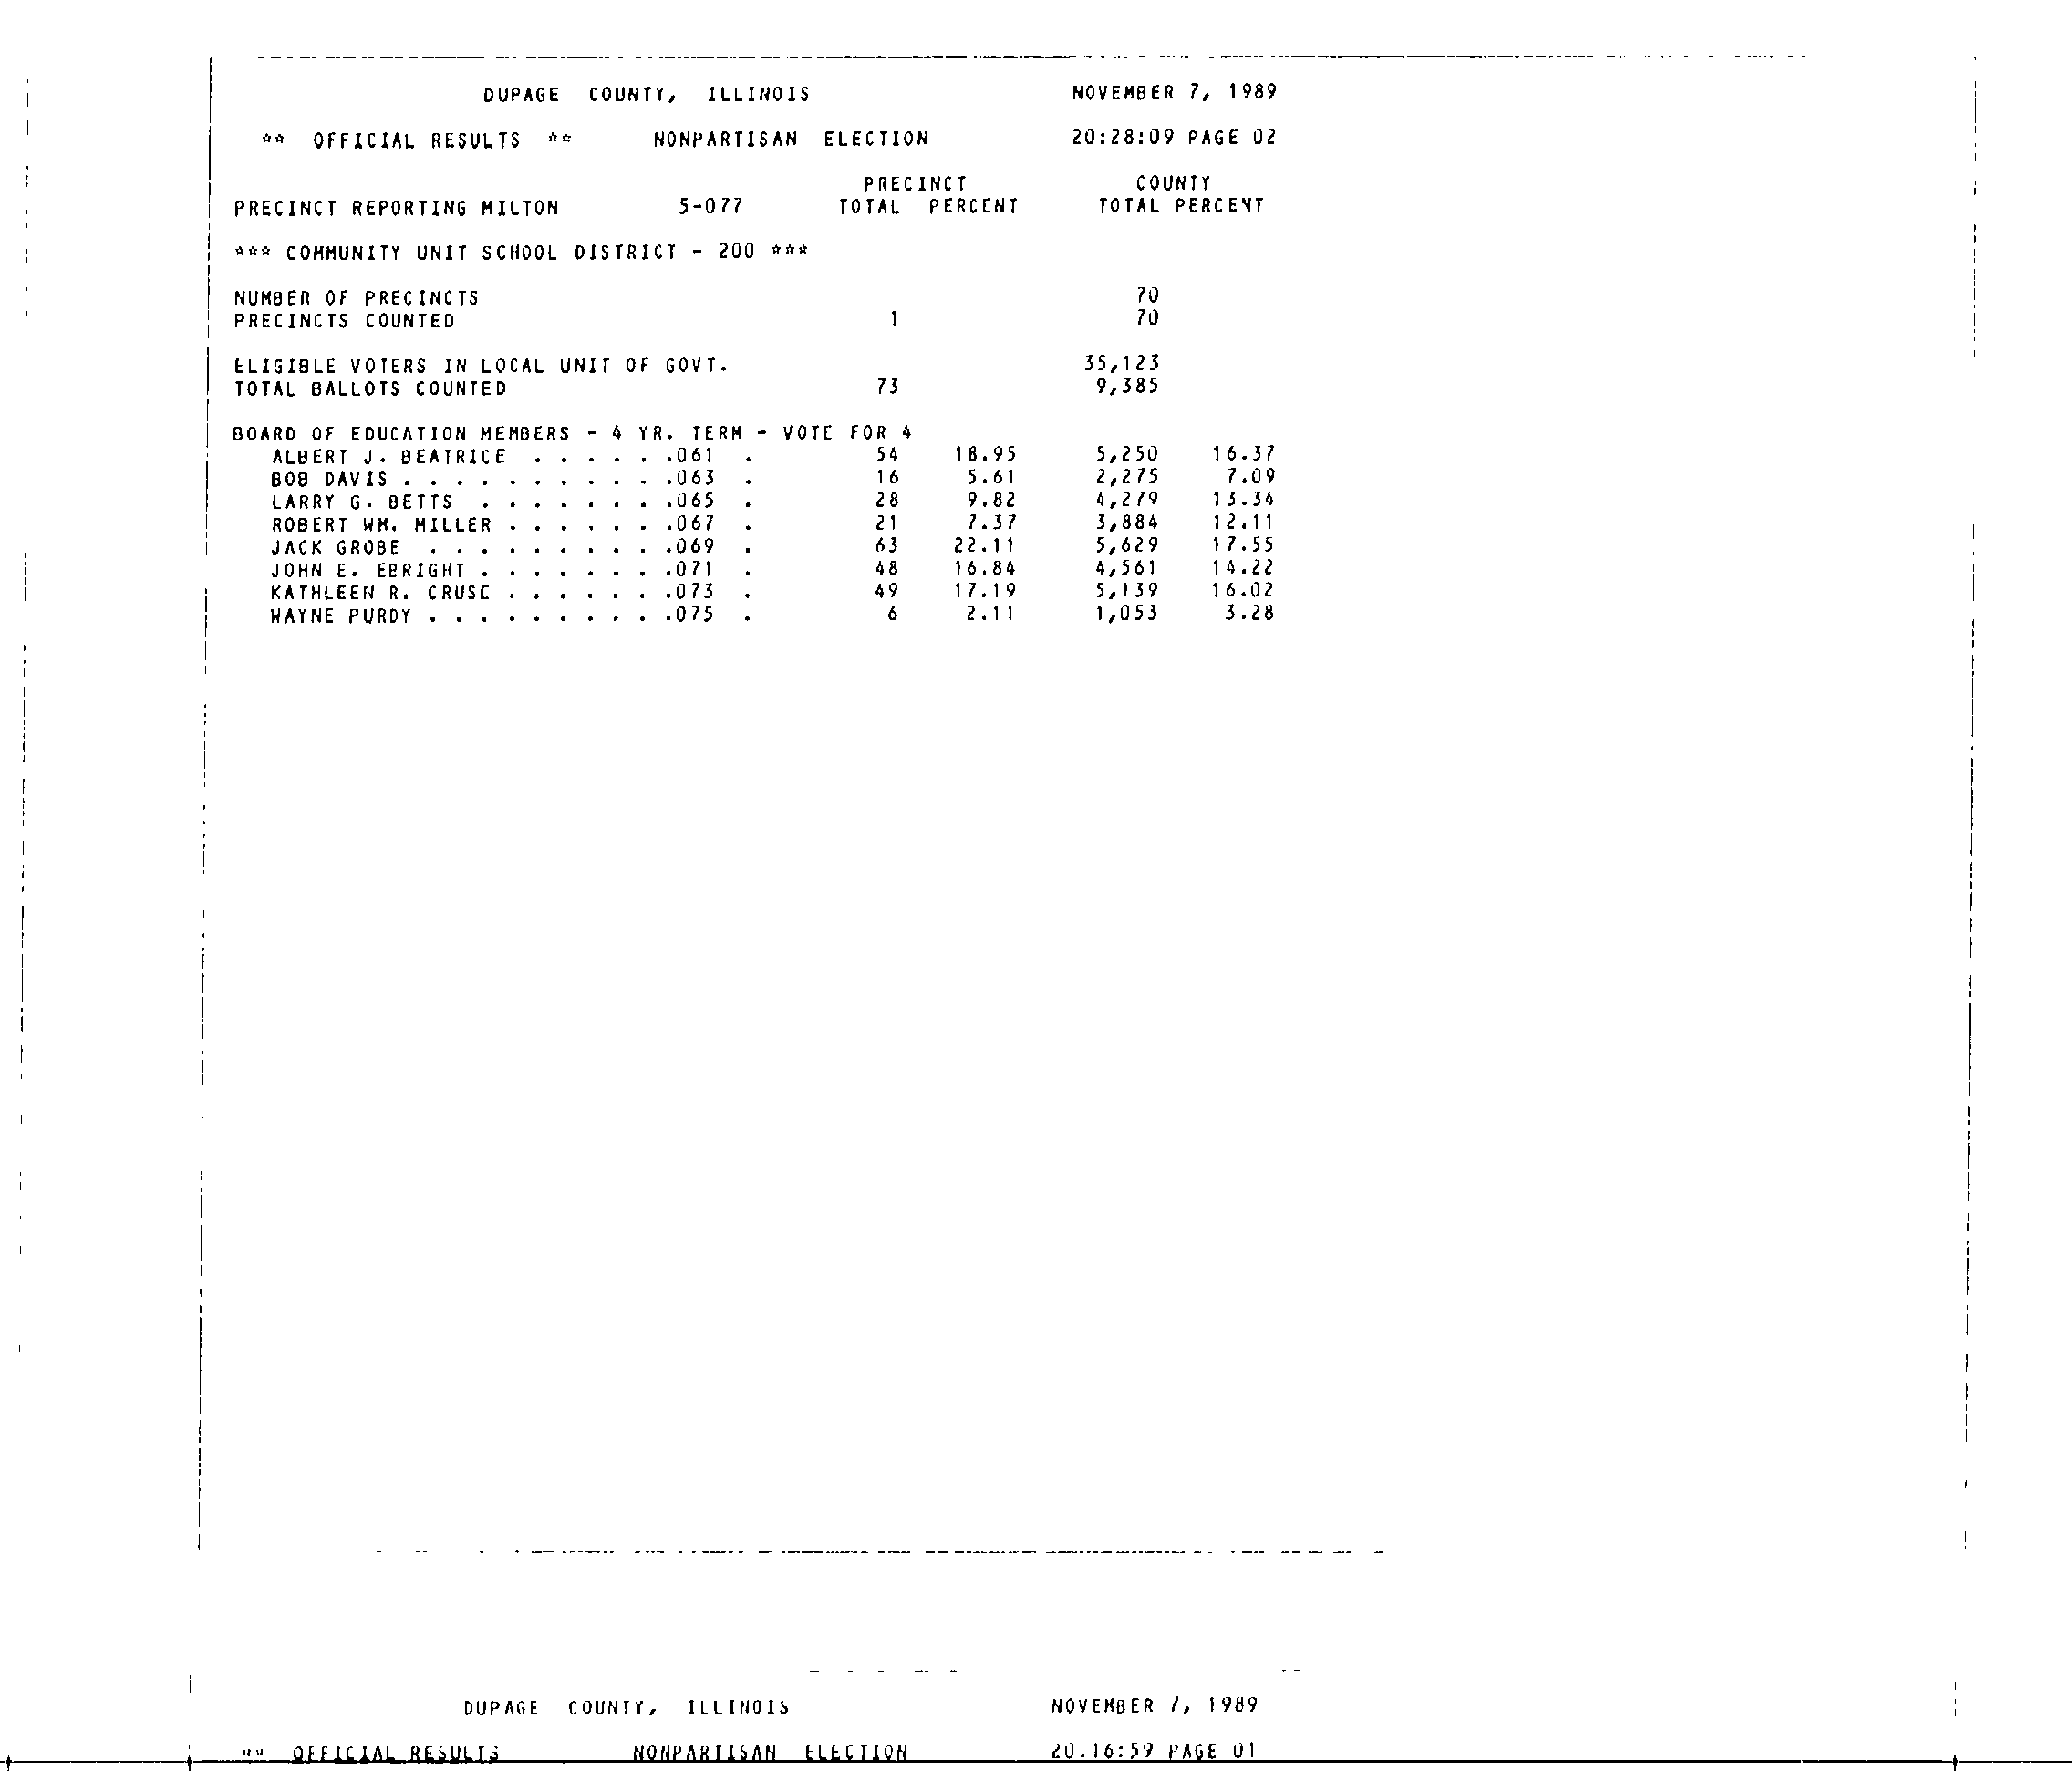 DUPAGE COUNTY, ILLINOIS NOVEMBER 7, 1989
** OFFICIAL RESULTS ** NONPARTISAN ELECTION 20:28:09 PAGE 02
PRECINCT COUNTY
PRECINCT REPORTING MILTON 5-077 TOTAL PERCENT TOTAL PERCENT
*** COMMUNITY UNIT SCHOOL DISTRICT - 200 ***
NUMBER OF PRECINCTS 70
PRECINCTS COUNTED 1 70
ELIGIBLE VOTERS IN LOCAL UNIT OF GOVT. 35,123
TOTAL BALLOTS COUNTED 73 9,385
BOARD OF EDUCATION MEMBERS - 4 YR. TERM - VOTE FOR 4
ALBERT J. BEATRICE . . . . . .061 . 54 18.95 5,250 16.37
BOB DAVIS . . . . . . . . . . .063 . 16 5.61 2,275 7.09
LARRY G. BETTS . . . . . . . .065 . 28 9.82 4,279 13.34
ROBERT WM. MILLER . . . . . . .067 . 21 7.37 3,884 12.11
JACK GROBE . . . . . . . . . .069 . 63 22.11 5,629 17.55
JOHN E. EBRIGHT . . . . . . . .071 . 48 16.84 4,561 14.22
KATHLEEN R. CRUSE . . . . . . .073 . 49 17.19 5,139 16.02
WAYNE PURDY . . . . . . . . . .075 . 6 2.11 1,053 3.28
DUPAGE COUNTY, ILLINOIS NOVEMBER 7, 1989
** OFFICIAL RESULTS NONPARTISAN ELECTION 20.16:59 PAGE 01